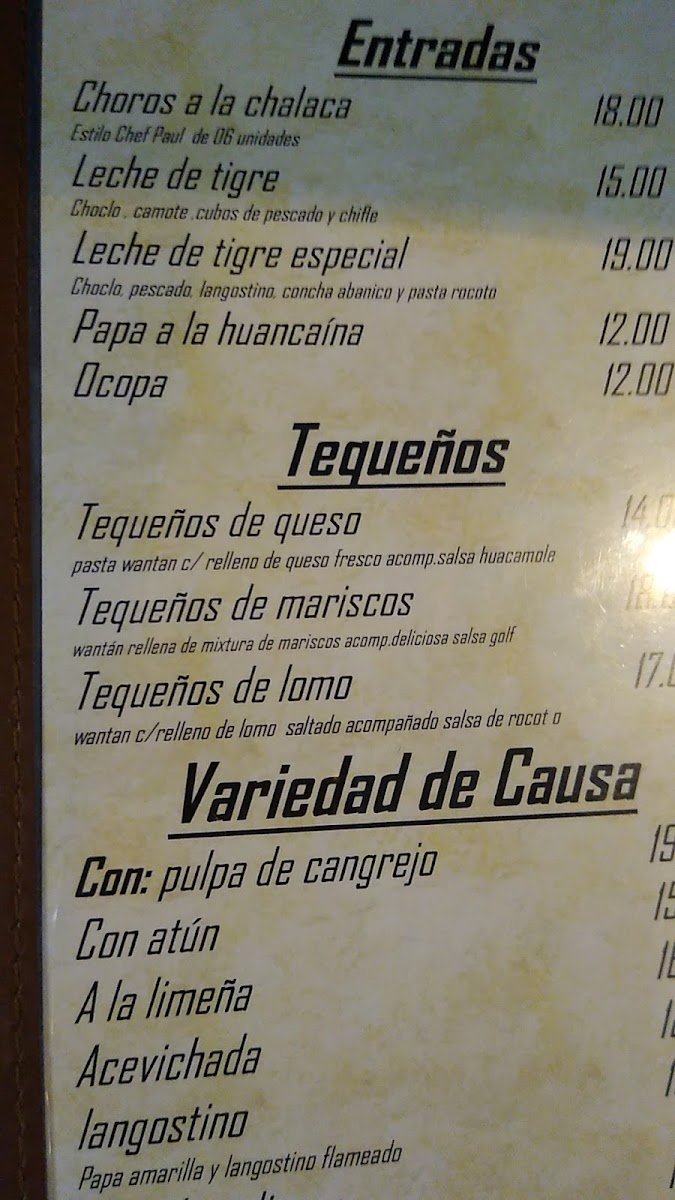 Entradas
Choros a la chalaca 18.00
Estilo Chef Paul de 06 unidades
Leche de tigre 15.00
Choclo , camote ,cubos de pescado y chifle
Leche de tigre especial 19.00
Choclo, pescado, langostino, concha abanico y pasta rocoto
Papa a la huancaína 12.00
Ocopa 12.00
Tequeños
Tequeños de queso
pasta wantan c/ relleno de queso fresco acomp.salsa huacamole
Tequeños de mariscos
wantán rellena de mixtura de mariscos acomp.deliciosa salsa golf
Tequeños de lomo
wantan c/relleno de lomo saltado acompañado salsa de rocot o
Variedad de Causa
Con: pulpa de cangrejo
Con atún
A la limeña
Acevichada
langostino
Papa amarilla y langostino flameado